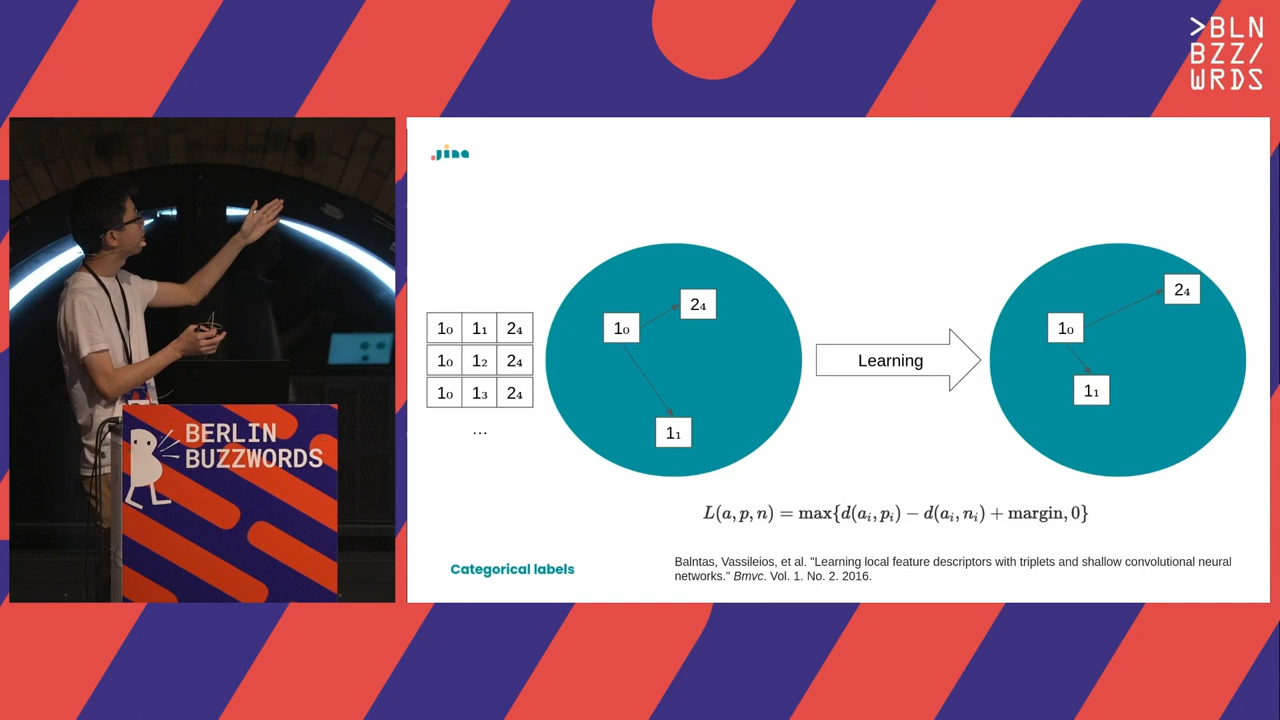 >BLN
BZZ/
WRDS
jina
1₀ 1₁ 2₄
1₀ 1₂ 2₄
1₀ 1₃ 2₄
...
1₀
2₄
1₁
Learning
1₀
2₄
1₁
L(a, p, n) = max{d(aᵢ, pᵢ) − d(aᵢ, nᵢ) + margin, 0}
Categorical labels
Balntas, Vassileios, et al. "Learning local feature descriptors with triplets and shallow convolutional neural
networks." Bmvc. Vol. 1. No. 2. 2016.
BERLIN
BUZZWORDS